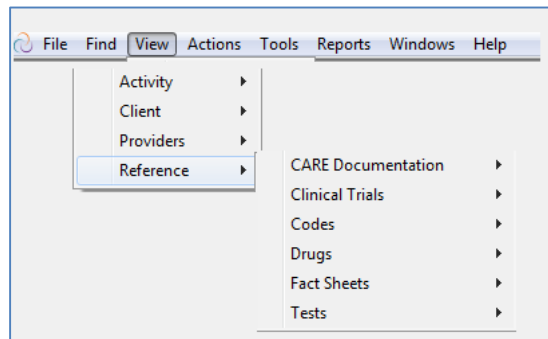 File Find View Actions Tools Reports Windows Help
Activity
Client
Providers
Reference
CARE Documentation
Clinical Trials
Codes
Drugs
Fact Sheets
Tests